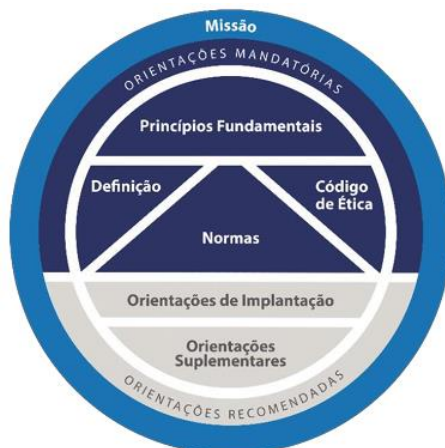 Missão
ORIENTAÇÕES MANDATÓRIAS
Princípios Fundamentais
Definição
Código
de Ética
Normas
Orientações de Implantação
Orientações
Suplementares
ORIENTAÇÕES RECOMENDADAS